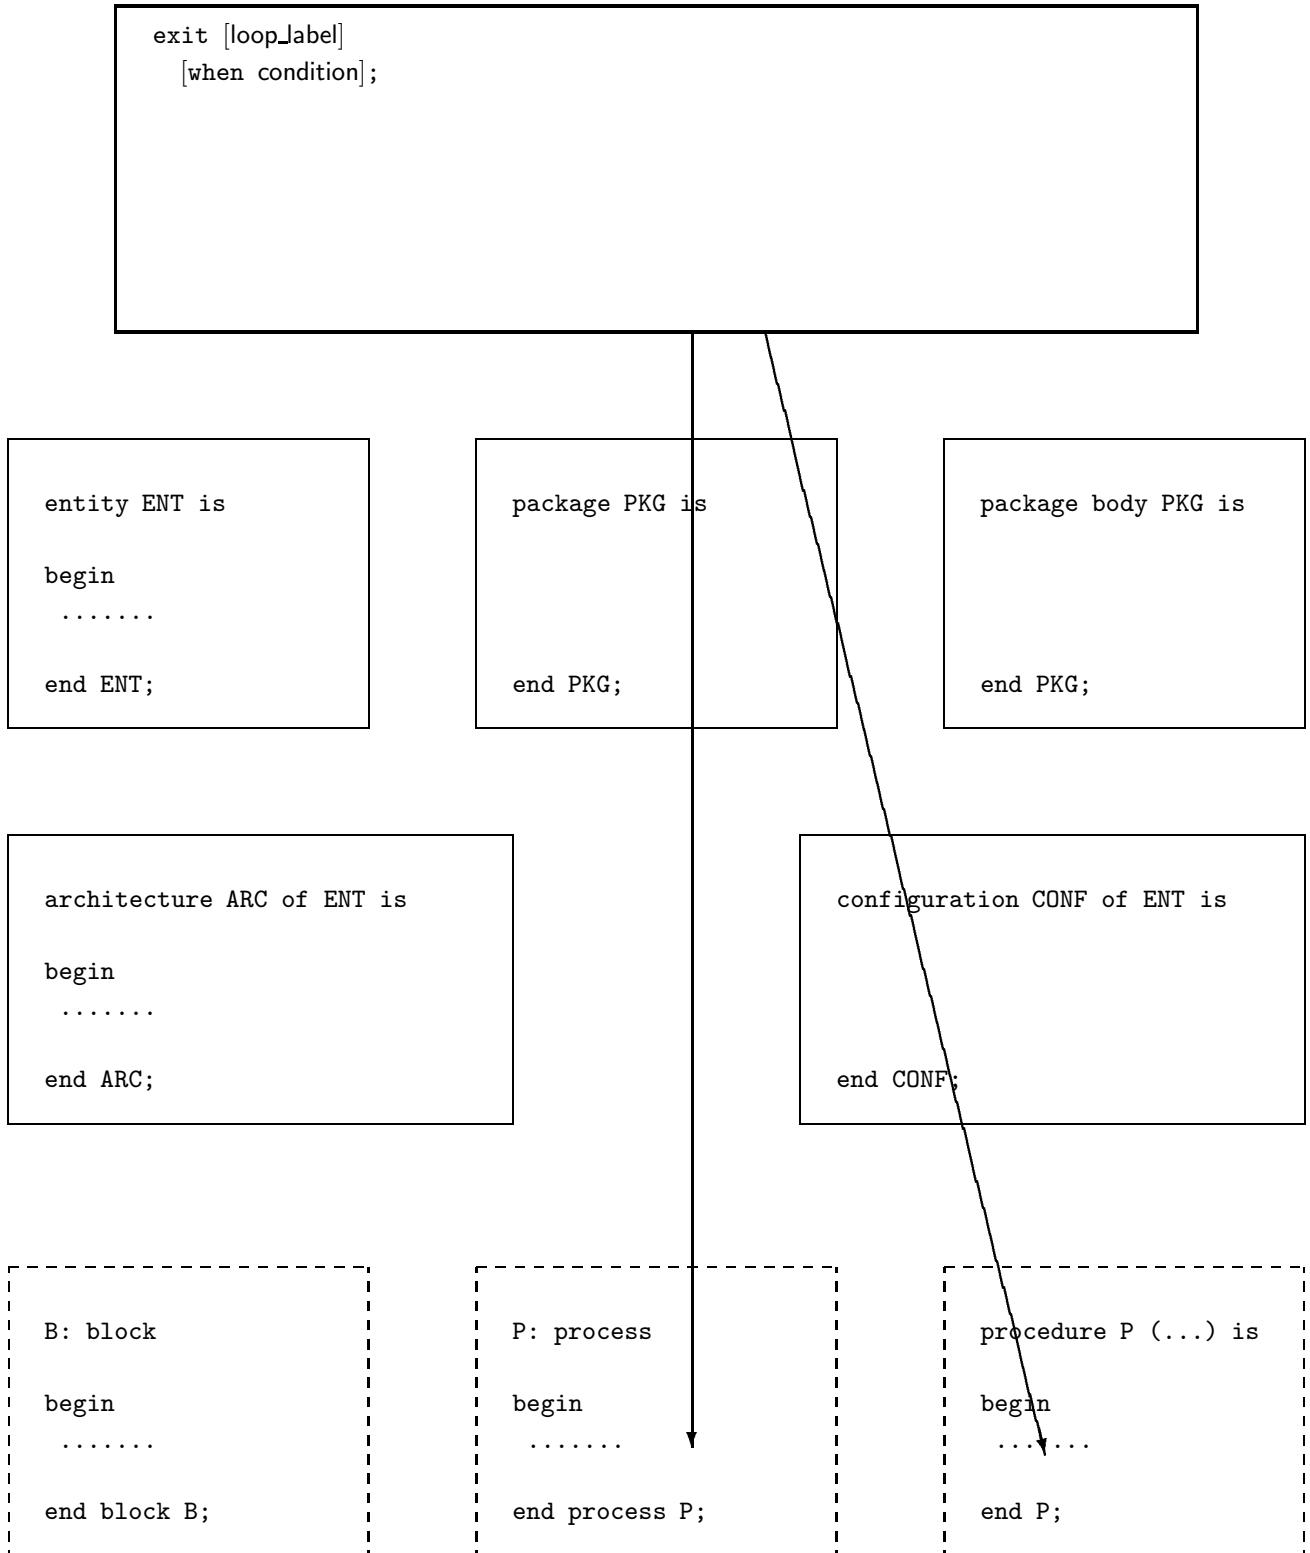 exit [loop_label]
[when condition];
entity ENT is
begin
.......
end ENT;
package PKG is
end PKG;
package body PKG is
end PKG;
architecture ARC of ENT is
begin
.......
end ARC;
configuration CONF of ENT is
end CONF;
B: block
begin
.......
end block B;
P: process
begin
.......
end process P;
procedure P (...) is
begin
.......
end P;